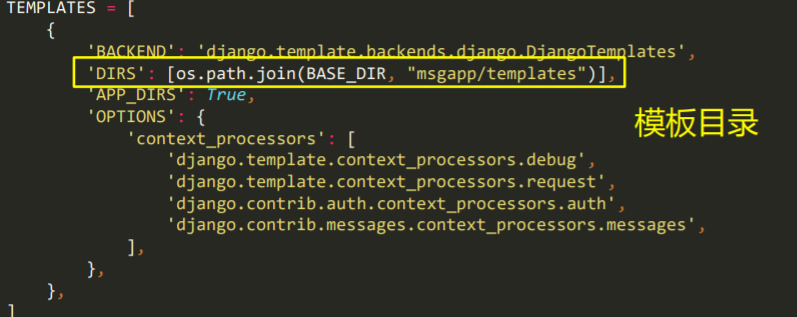 TEMPLATES = [
{
'BACKEND': 'django.template.backends.django.DjangoTemplates',
'DIRS': [os.path.join(BASE_DIR, "msgapp/templates")],
'APP_DIRS': True,
'OPTIONS': {
'context_processors': [
'django.template.context_processors.debug',
'django.template.context_processors.request',
'django.contrib.auth.context_processors.auth',
'django.contrib.messages.context_processors.messages',
],
},
},
]
模板目录